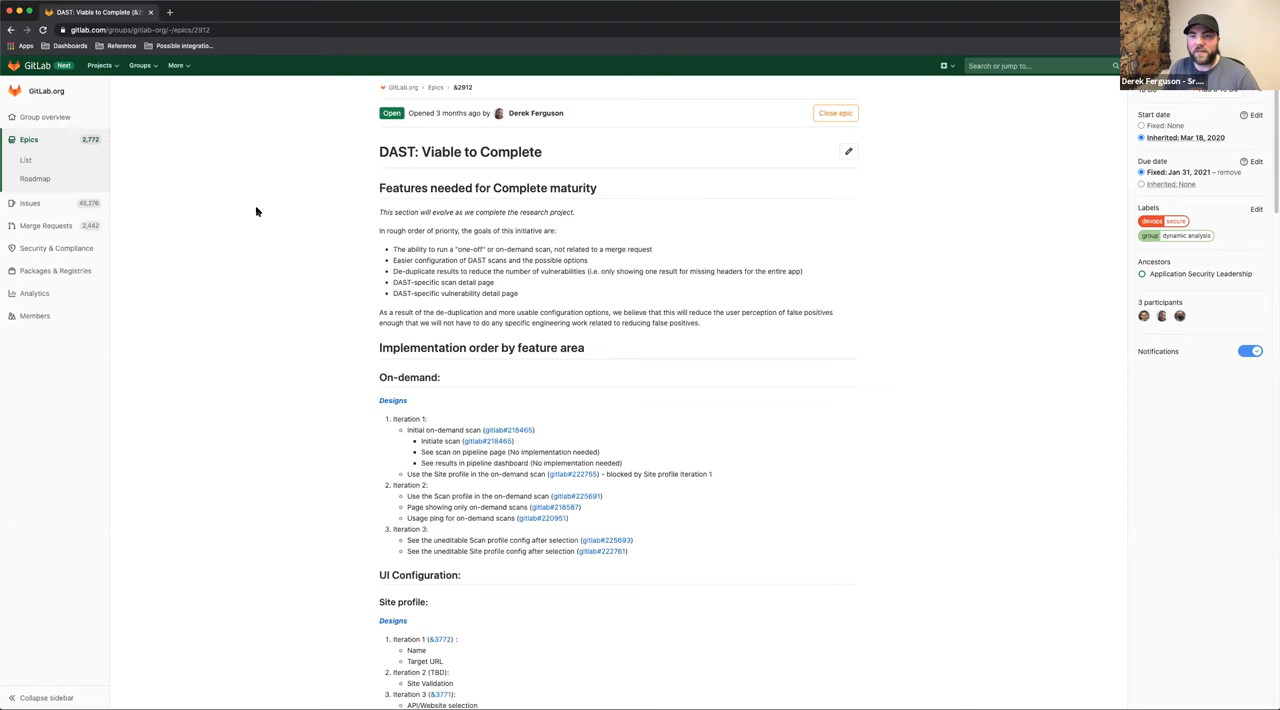 DAST: Viable to Complete (&2
gitlab.com/groups/gitlab-org/-/epics/2912
Apps Dashboards Reference Possible integratio...
GitLab Next Projects Groups More Search or jump to...
Derek Ferguson - Sr....
GitLab.org
Group overview
Epics 2,772
List
Roadmap
Issues 45,276
Merge Requests 2,442
Security & Compliance
Packages & Registries
Analytics
Members
Collapse sidebar
GitLab.org › Epics › &2912
Open Opened 3 months ago by Derek Ferguson Close epic
DAST: Viable to Complete
Features needed for Complete maturity
This section will evolve as we complete the research project.
In rough order of priority, the goals of this initiative are:
• The ability to run a "one-off" or on-demand scan, not related to a merge request
• Easier configuration of DAST scans and the possible options
• De-duplicate results to reduce the number of vulnerabilities (i.e. only showing one result for missing headers for the entire app)
• DAST-specific scan detail page
• DAST-specific vulnerability detail page
As a result of the de-duplication and more usable configuration options, we believe that this will reduce the user perception of false positives
enough that we will not have to do any specific engineering work related to reducing false positives.
Implementation order by feature area
On-demand:
Designs
1. Iteration 1:
Initial on-demand scan (gitlab#218465)
Initiate scan (gitlab#218465)
See scan on pipeline page (No implementation needed)
See results in pipeline dashboard (No implementation needed)
Use the Site profile in the on-demand scan (gitlab#222755) - blocked by Site profile Iteration 1
2. Iteration 2:
Use the Scan profile in the on-demand scan (gitlab#225691)
Page showing only on-demand scans (gitlab#218587)
Usage ping for on-demand scans (gitlab#220951)
3. Iteration 3:
See the uneditable Scan profile config after selection (gitlab#225693)
See the uneditable Site profile config after selection (gitlab#222761)
UI Configuration:
Site profile:
Designs
1. Iteration 1 (&3772) :
Name
Target URL
2. Iteration 2 (TBD):
Site Validation
3. Iteration 3 (&3771):
API/Website selection
Start date Edit
Fixed: None
Inherited: Mar 18, 2020
Due date Edit
Fixed: Jan 31, 2021 – remove
Inherited: None
Labels Edit
devops secure
group dynamic analysis
Ancestors
Application Security Leadership
3 participants
Notifications